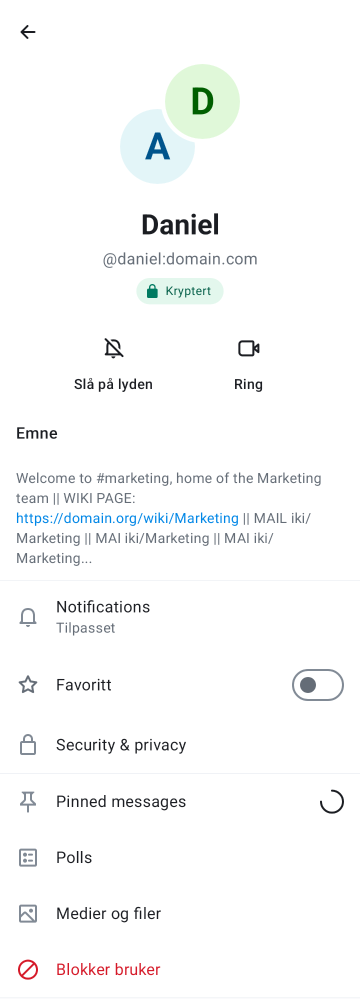 D
A
Daniel
@daniel:domain.com
Kryptert
Slå på lyden
Ring
Emne
Welcome to #marketing, home of the Marketing
team || WIKI PAGE:
https://domain.org/wiki/Marketing || MAIL iki/
Marketing || MAI iki/Marketing || MAI iki/
Marketing...
Notifications
Tilpasset
Favoritt
Security & privacy
Pinned messages
Polls
Medier og filer
Blokker bruker